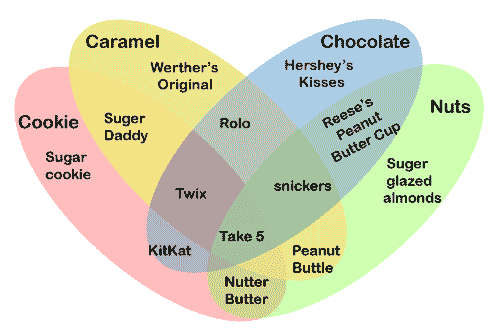 Caramel
Chocolate
Werther's
Original
Hershey's
Kisses
Cookie
Suger
Daddy
Rolo
Reese's
Peanut
Butter Cup
Nuts
Sugar
cookie
Suger
glazed
almonds
Twix
snickers
KitKat
Take 5
Peanut
Buttle
Nutter
Butter